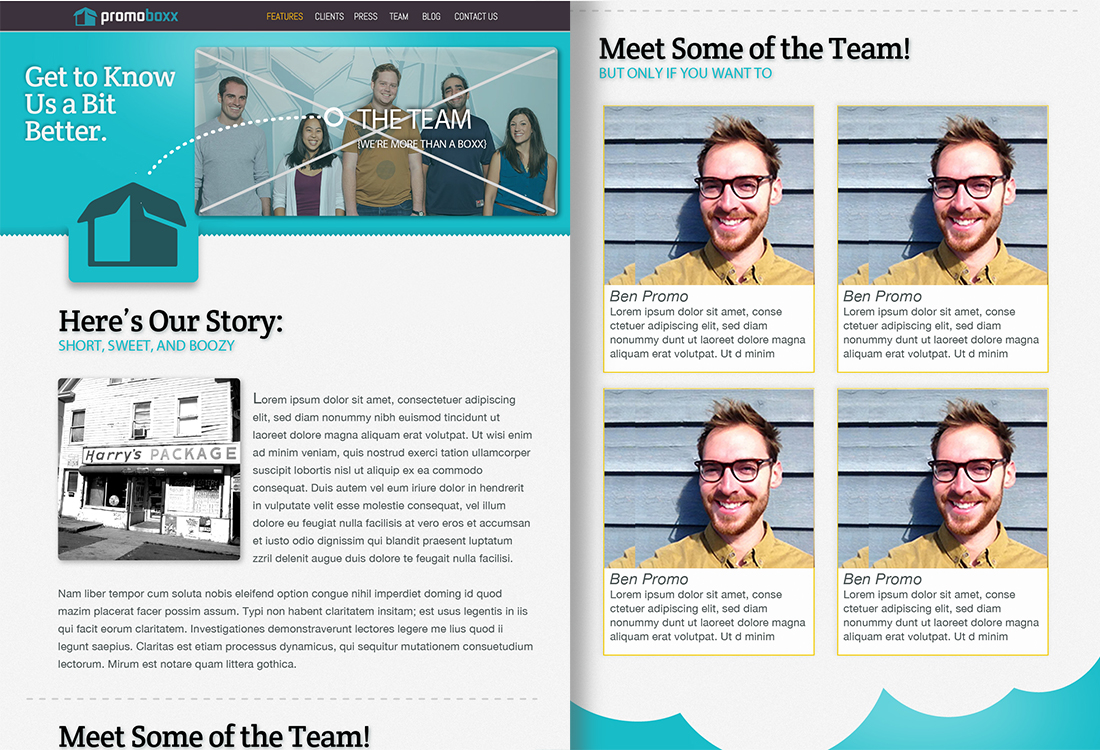 promoboxx
FEATURES CLIENTS PRESS TEAM BLOG CONTACT US
Get to Know
Us a Bit
Better.
THE TEAM
{WE'RE MORE THAN A BOXX}
Here's Our Story:
SHORT, SWEET, AND BOOZY
Harry's PACKAGE
Lorem ipsum dolor sit amet, consectetuer adipiscing
elit, sed diam nonummy nibh euismod tincidunt ut
laoreet dolore magna aliquam erat volutpat. Ut wisi enim
ad minim veniam, quis nostrud exerci tation ullamcorper
suscipit lobortis nisl ut aliquip ex ea commodo
consequat. Duis autem vel eum iriure dolor in hendrerit
in vulputate velit esse molestie consequat, vel illum
dolore eu feugiat nulla facilisis at vero eros et accumsan
et iusto odio dignissim qui blandit praesent luptatum
zzril delenit augue duis dolore te feugait nulla facilisi.
Nam liber tempor cum soluta nobis eleifend option congue nihil imperdiet doming id quod
mazim placerat facer possim assum. Typi non habent claritatem insitam; est usus legentis in iis
qui facit eorum claritatem. Investigationes demonstraverunt lectores legere me lius quod ii
legunt saepius. Claritas est etiam processus dynamicus, qui sequitur mutationem consuetudium
lectorum. Mirum est notare quam littera gothica.
Meet Some of the Team!
Meet Some of the Team!
BUT ONLY IF YOU WANT TO
Ben Promo
Lorem ipsum dolor sit amet, conse
ctetuer adipiscing elit, sed diam
nonummy dunt ut laoreet dolore magna
aliquam erat volutpat. Ut d minim
Ben Promo
Lorem ipsum dolor sit amet, conse
ctetuer adipiscing elit, sed diam
nonummy dunt ut laoreet dolore magna
aliquam erat volutpat. Ut d minim
Ben Promo
Lorem ipsum dolor sit amet, conse
ctetuer adipiscing elit, sed diam
nonummy dunt ut laoreet dolore magna
aliquam erat volutpat. Ut d minim
Ben Promo
Lorem ipsum dolor sit amet, conse
ctetuer adipiscing elit, sed diam
nonummy dunt ut laoreet dolore magna
aliquam erat volutpat. Ut d minim